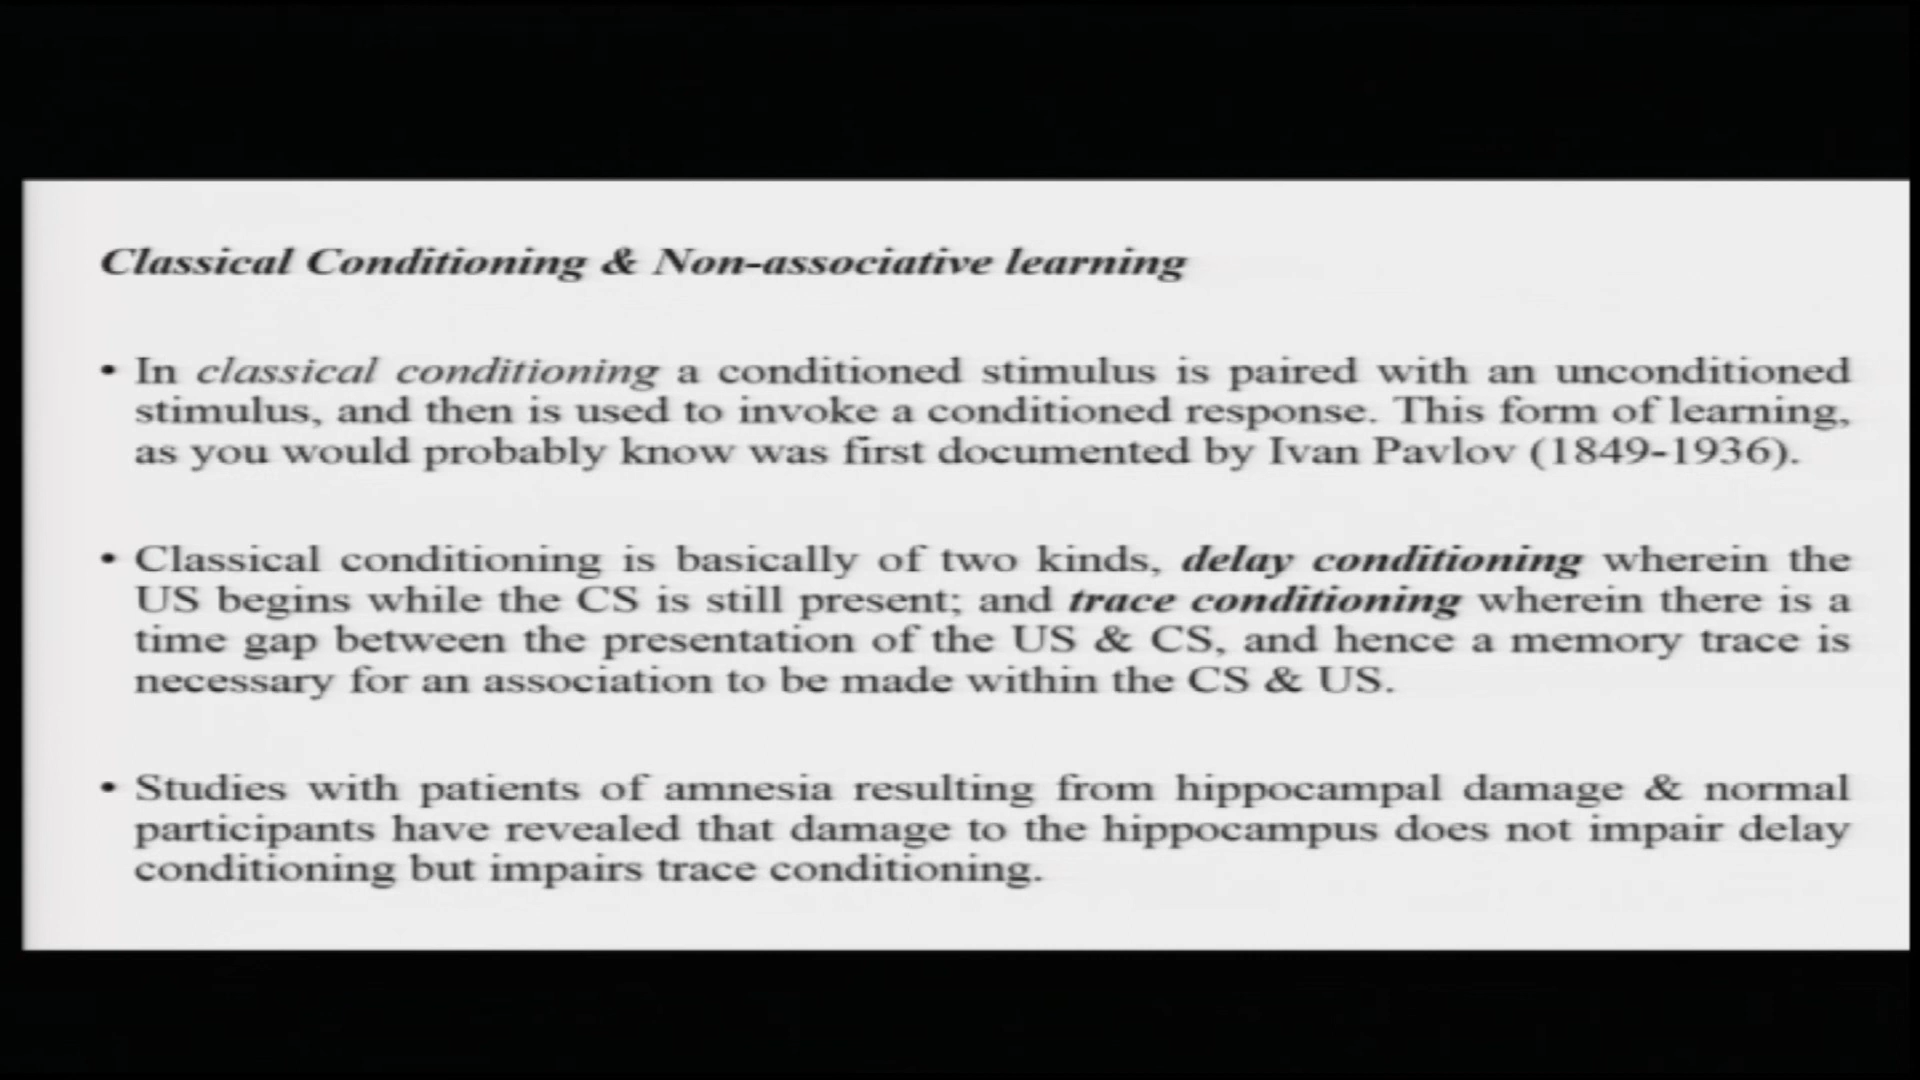 Classical Conditioning & Non-associative learning
• In classical conditioning a conditioned stimulus is paired with an unconditioned
stimulus, and then is used to invoke a conditioned response. This form of learning,
as you would probably know was first documented by Ivan Pavlov (1849-1936).
• Classical conditioning is basically of two kinds, delay conditioning wherein the
US begins while the CS is still present; and trace conditioning wherein there is a
time gap between the presentation of the US & CS, and hence a memory trace is
necessary for an association to be made within the CS & US.
• Studies with patients of amnesia resulting from hippocampal damage & normal
participants have revealed that damage to the hippocampus does not impair delay
conditioning but impairs trace conditioning.